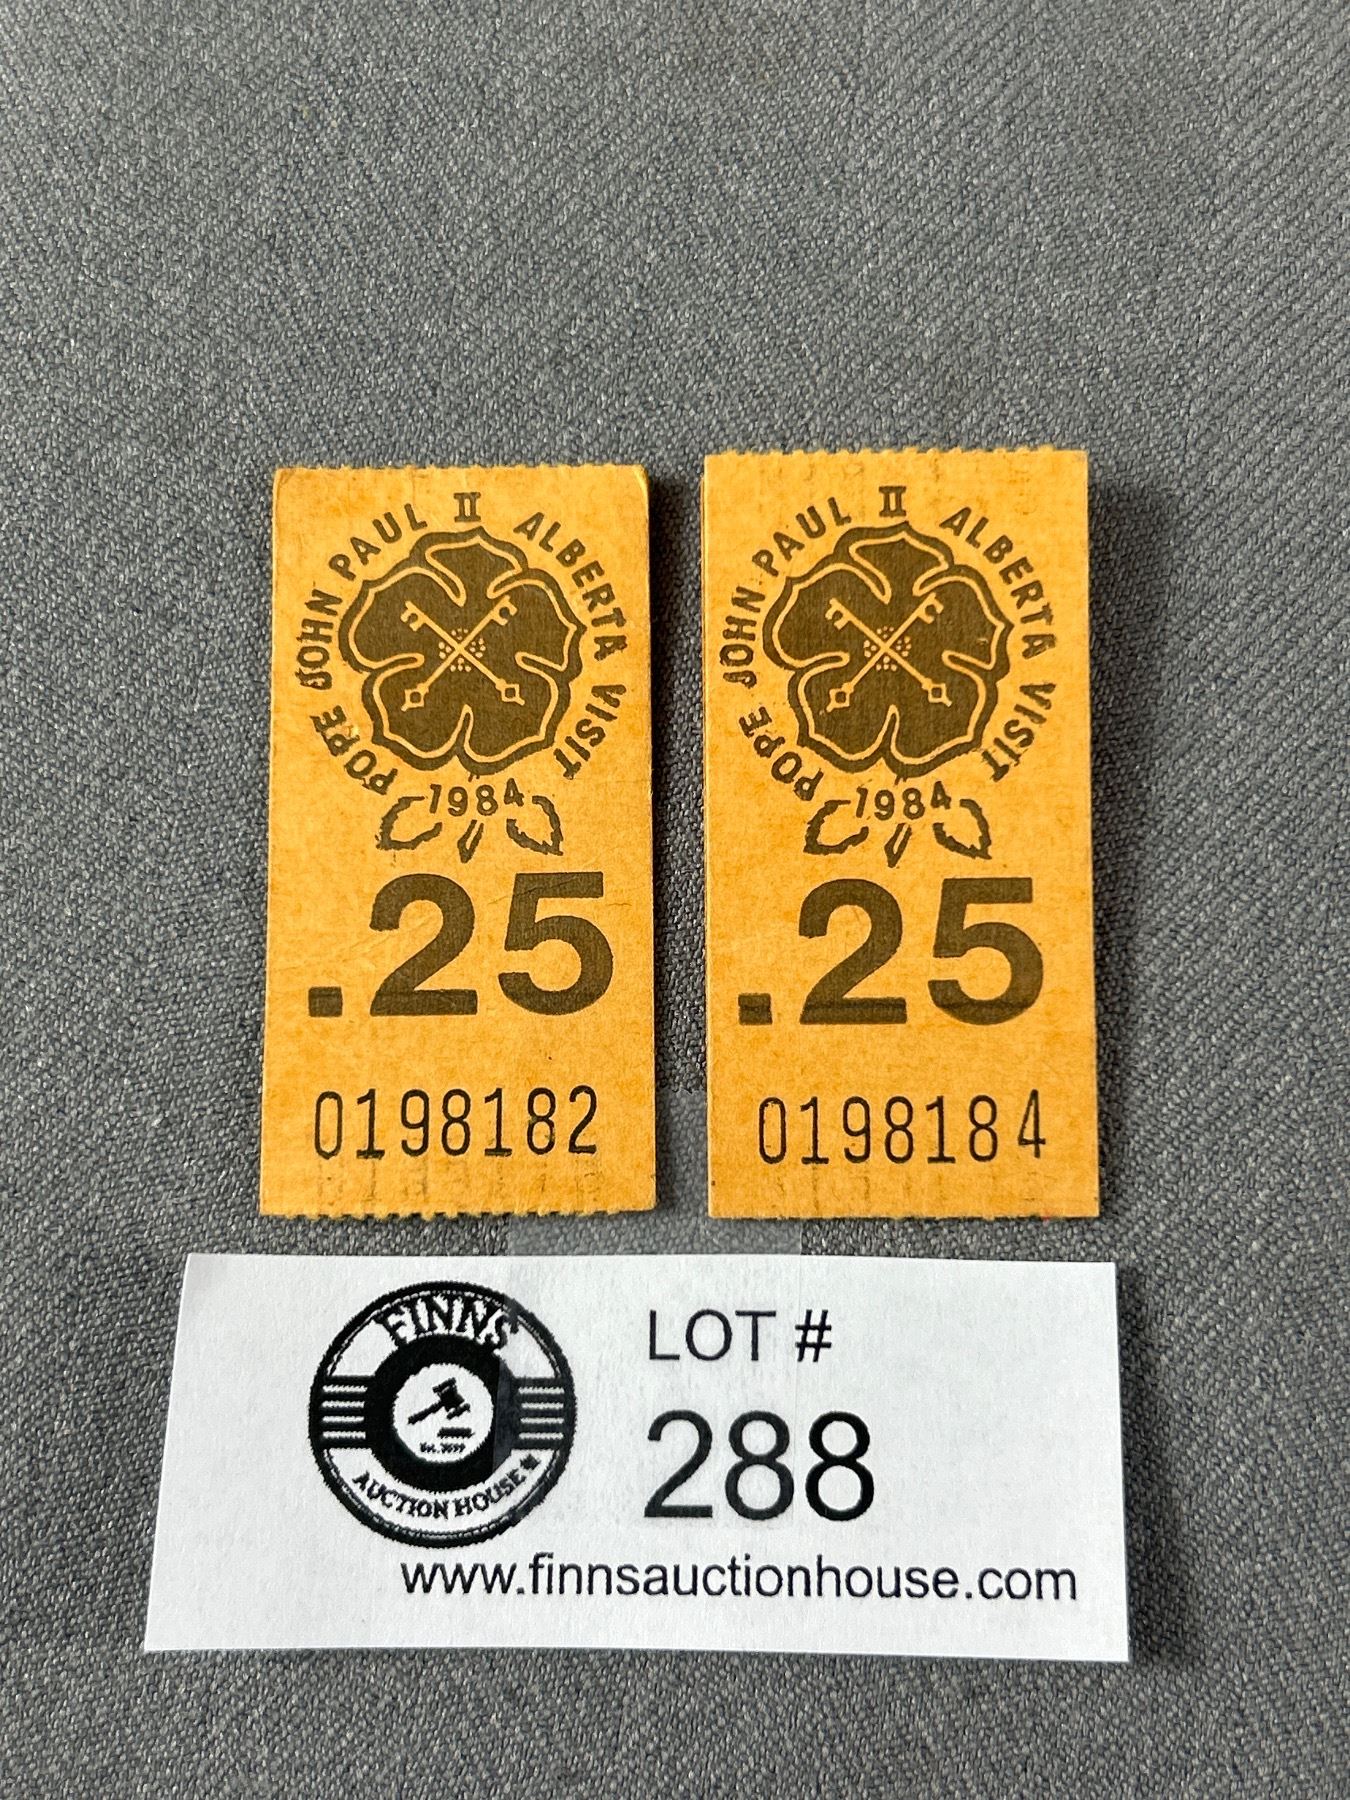 POPE JOHN PAUL II ALBERTA VISIT
1984
.25
0198182
POPE JOHN PAUL II ALBERTA VISIT
1984
.25
0198184
FINNS
AUCTION HOUSE
LOT #
288
www.finnsauctionhouse.com